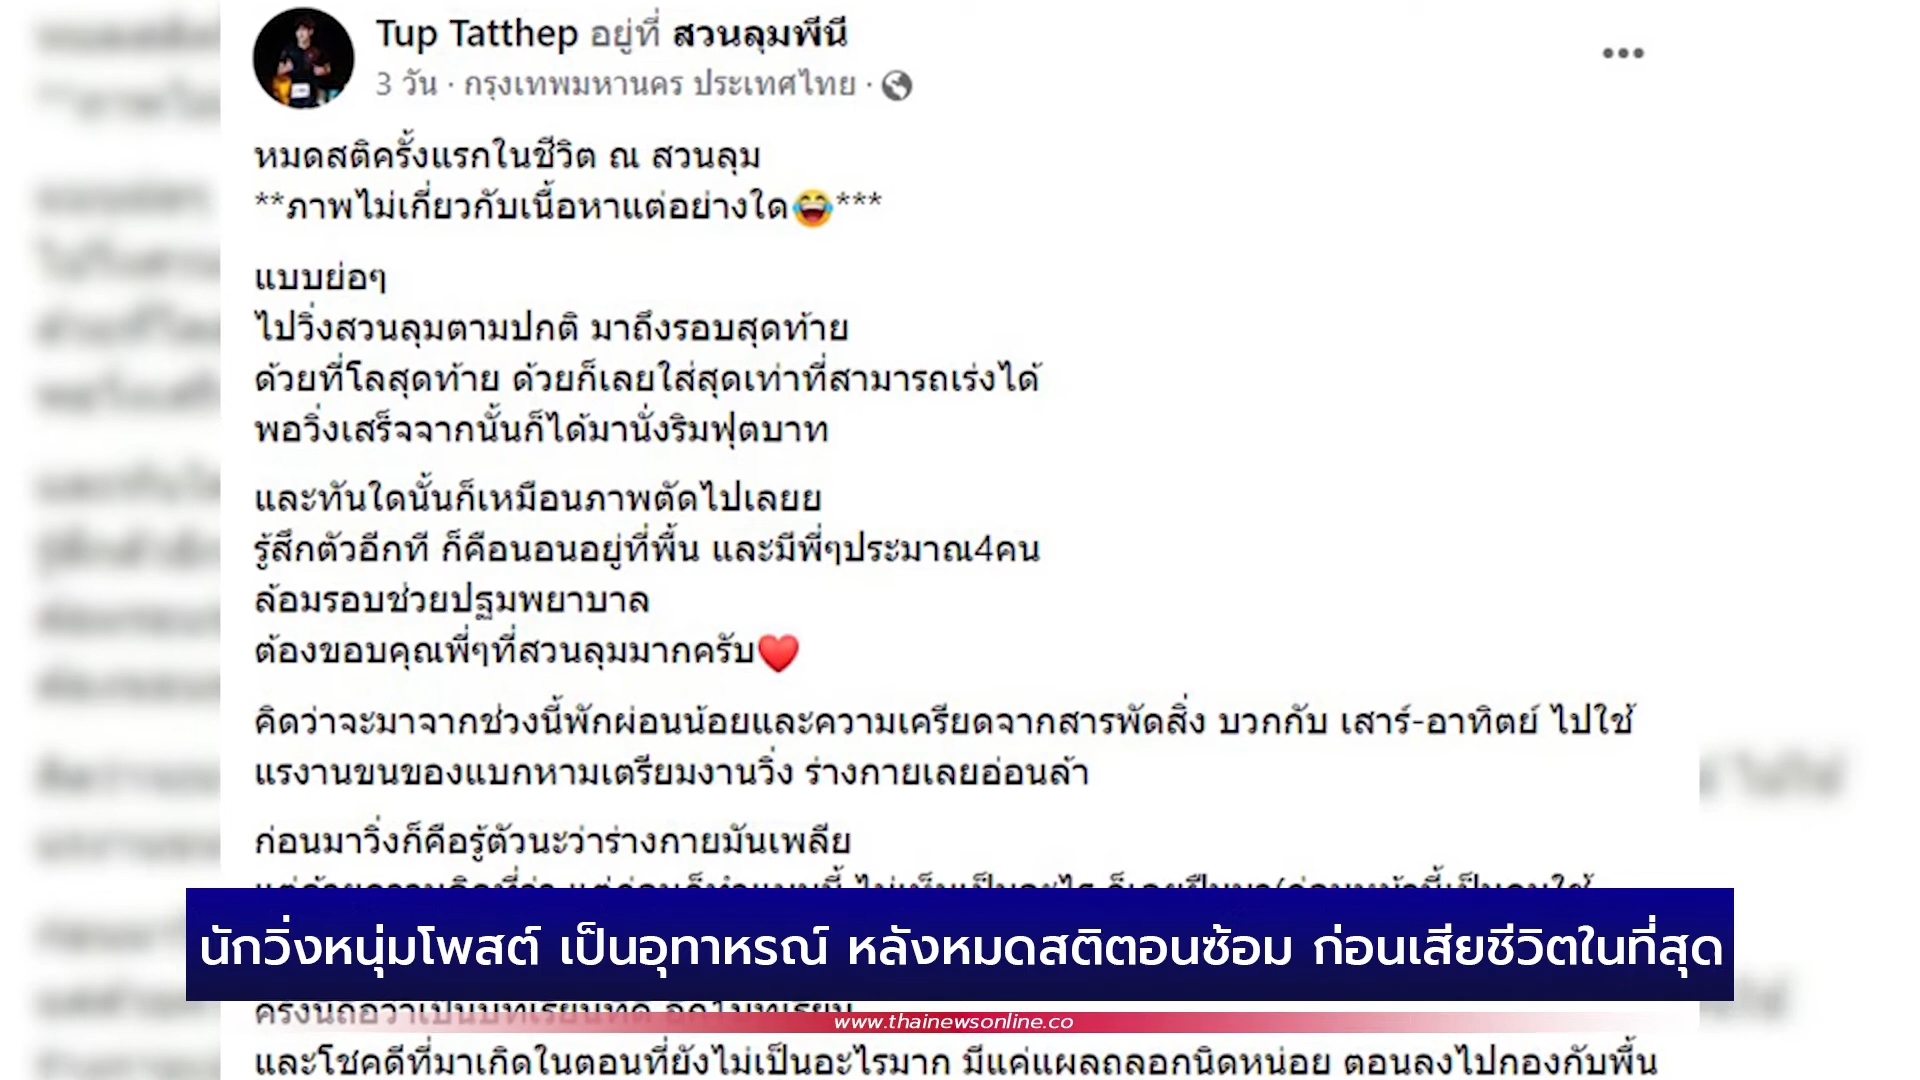 Tup Tatthep อยู่ที่ สวนลุมพีนี
3 วัน · กรุงเทพมหานคร ประเทศไทย ·
หมดสติครั้งแรกในชีวิต ณ สวนลุม
**ภาพไม่เกี่ยวกับเนื้อหาแต่อย่างใด😂***
แบบย่อๆ
ไปวิ่งสวนลุมตามปกติ มาถึงรอบสุดท้าย
ด้วยที่โลสุดท้าย ด้วยก็เลยใส่สุดเท่าที่สามารถเร่งได้
พอวิ่งเสร็จจากนั้นก็ได้มานั่งริมฟุตบาท
และทันใดนั้นก็เหมือนภาพตัดไปเลยย
รู้สึกตัวอีกที ก็คือนอนอยู่ที่พื้น และมีพี่ๆประมาณ4คน
ล้อมรอบช่วยปฐมพยาบาล
ต้องขอบคุณพี่ๆที่สวนลุมมากครับ❤️
คิดว่าจะมาจากช่วงนี้พักผ่อนน้อยและความเครียดจากสารพัดสิ่ง บวกกับ เสาร์-อาทิตย์ ไปใช้
แรงานขนของแบกหามเตรียมงานวิ่ง ร่างกายเลยอ่อนล้า
ก่อนมาวิ่งก็คือรู้ตัวนะว่าร่างกายมันเพลีย
นักวิ่งหนุ่มโพสต์ เป็นอุทาหรณ์ หลังหมดสติตอนซ้อม ก่อนเสียชีวิตในที่สุด
www.thainewsonline.co
และโชคดีที่มาเกิดในตอนที่ยังไม่เป็นอะไรมาก มีแค่แผลถลอกนิดหน่อย ตอนลงไปกองกับพื้น